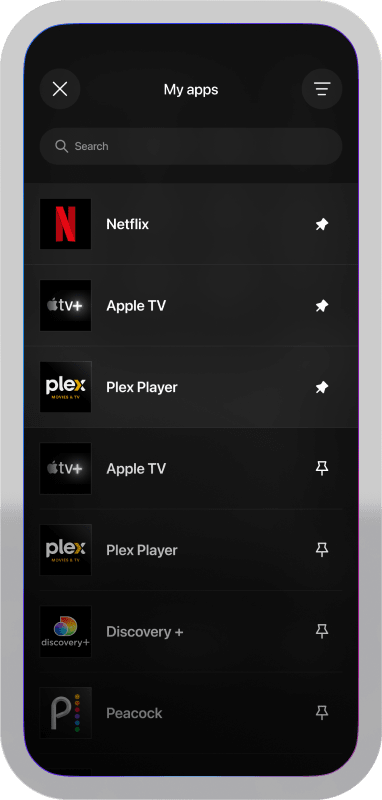 My apps
Search
N
Netflix
tv+
Apple TV
plex
MOVIES & TV
Plex Player
tv+
Apple TV
plex
MOVIES & TV
Plex Player
discovery+
Discovery +
P
Peacock